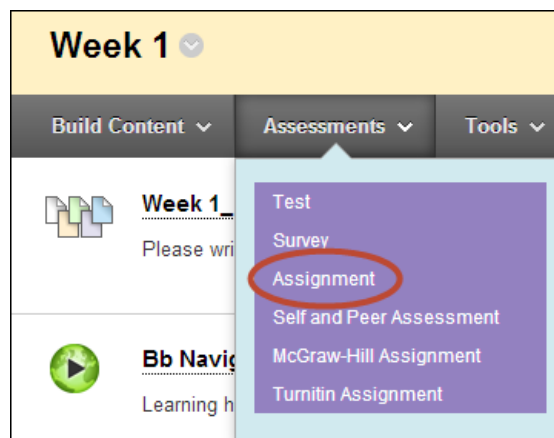 Week 1
Build Content
Assessments
Tools
Week 1_
Please wri
Test
Survey
Assignment
Self and Peer Assessment
McGraw-Hill Assignment
Turnitin Assignment
Bb Navig
Learning h